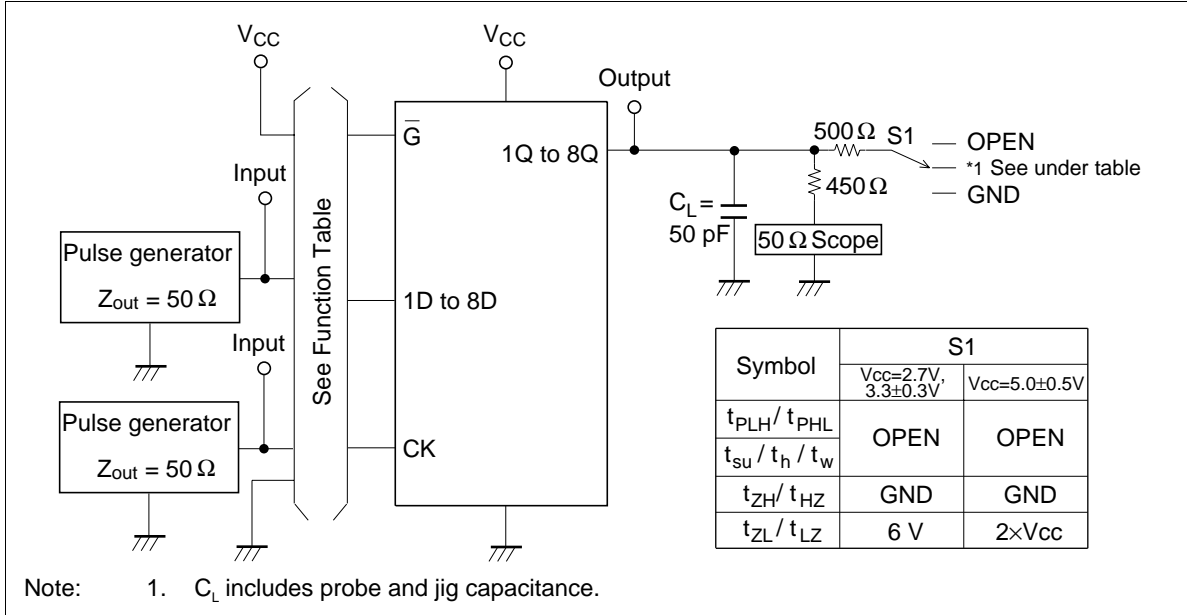 VCC
VCC
Output
G
1Q to 8Q
500 Ω
S1
OPEN
*1 See under table
GND
450 Ω
CL =
50 pF
50 Ω Scope
Input
Pulse generator
Zout = 50 Ω
See Function Table
1D to 8D
Input
Pulse generator
Zout = 50 Ω
CK
Symbol
S1
Vcc=2.7V,
3.3±0.3V
Vcc=5.0±0.5V
tPLH / tPHL
OPEN
OPEN
tsu / th / tw
tZH / tHZ
GND
GND
tZL / tLZ
6 V
2×Vcc
Note: 1. CL includes probe and jig capacitance.